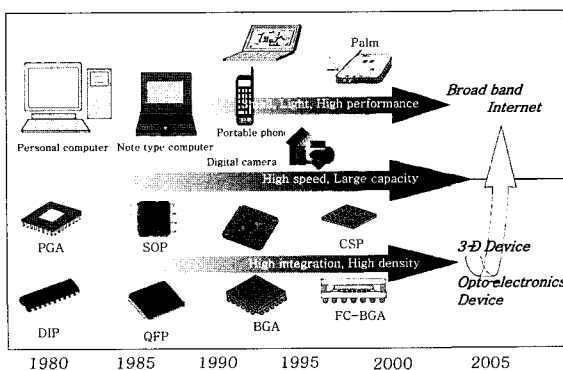 Palm
Broad band
Internet
Light, High performance
Portable phone
Personal computer
Note type computer
Digital camera
High speed, Large capacity
PGA
SOP
CSP
3-D Device
High integration, High density
Opto electronics
Device
DIP
QFP
BGA
FC-BGA
1980
1985
1990
1995
2000
2005